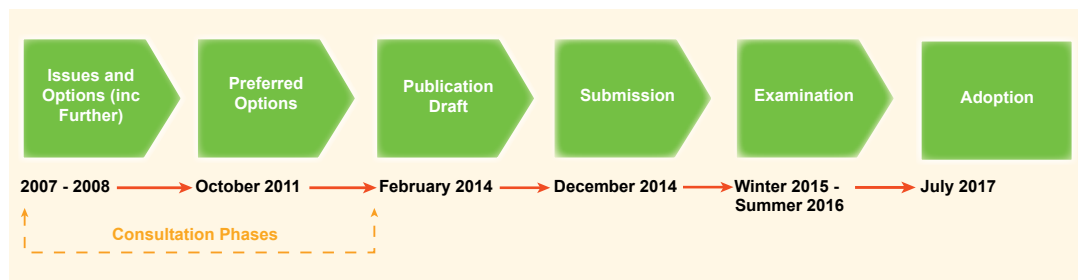 Issues and
Options (inc
Further)
Preferred
Options
Publication
Draft
Submission
Examination
Adoption
2007 - 2008
October 2011
February 2014
December 2014
Winter 2015 -
Summer 2016
July 2017
Consultation Phases